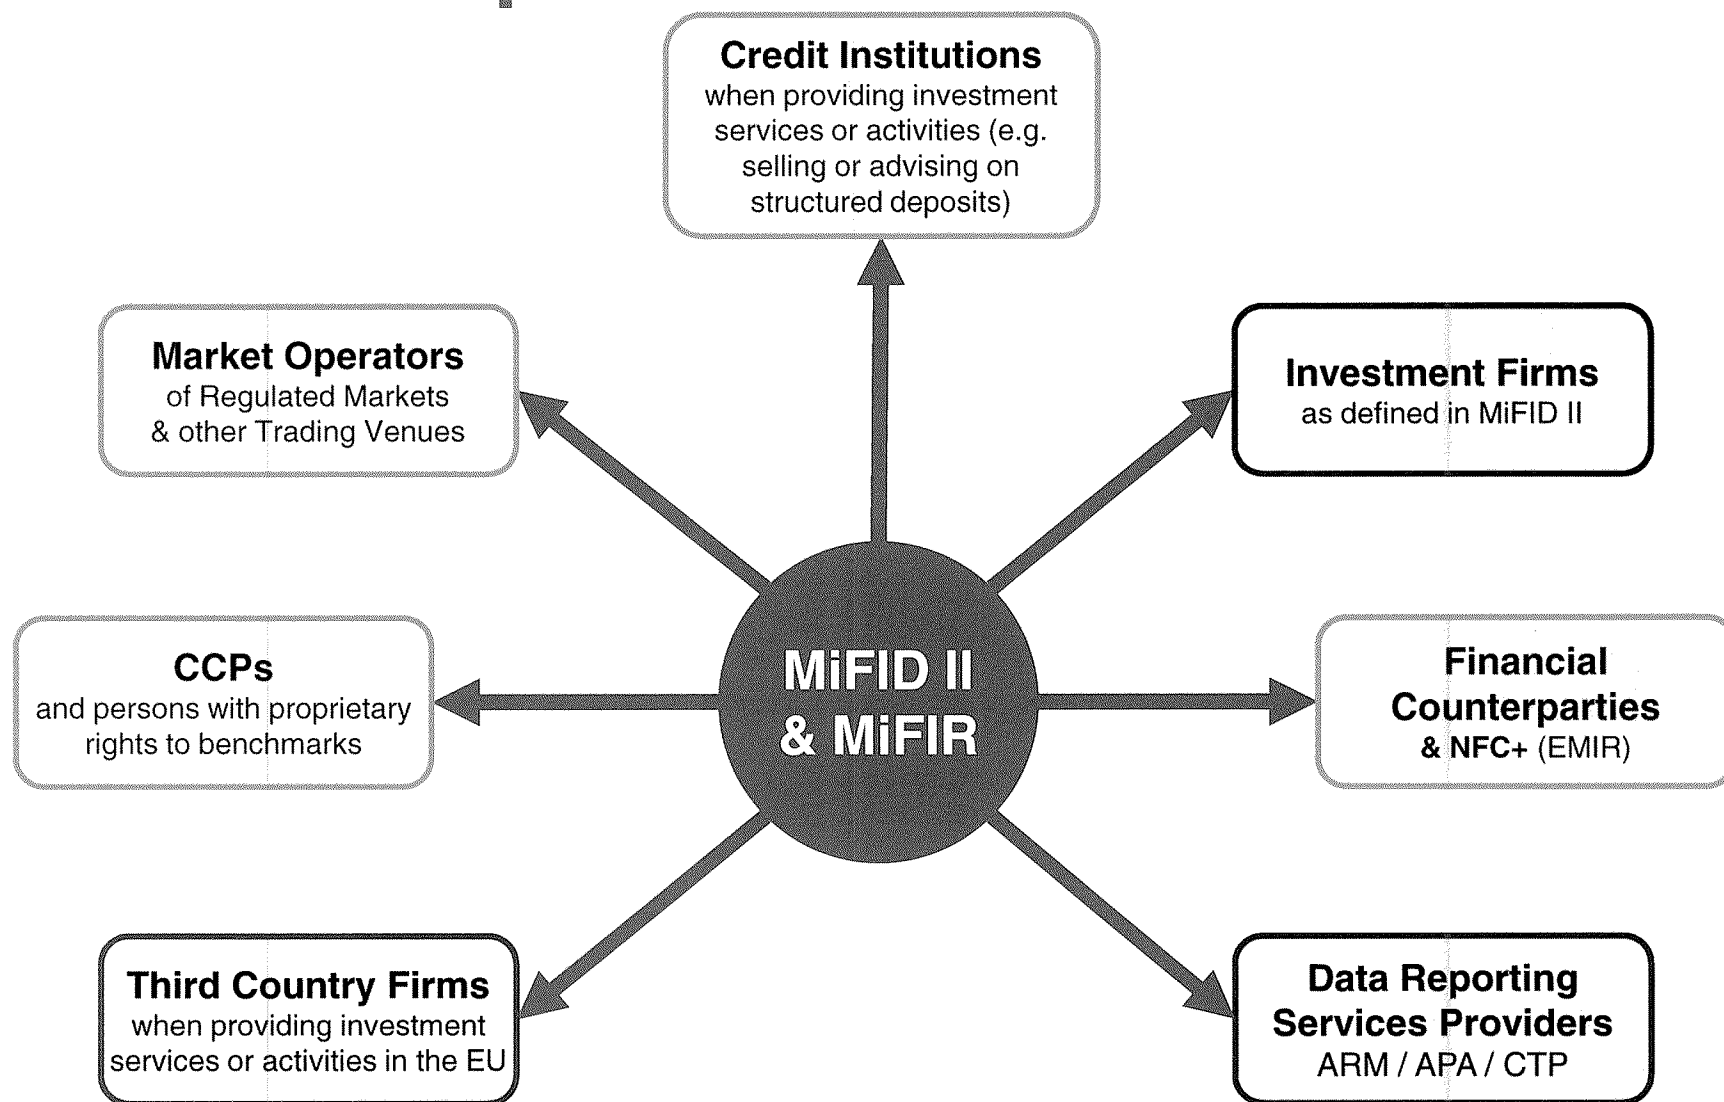 Credit Institutions
when providing investment
services or activities (e.g.
selling or advising on
structured deposits)
Market Operators
of Regulated Markets
& other Trading Venues
Investment Firms
as defined in MiFID II
CCPs
and persons with proprietary
rights to benchmarks
MiFID II
& MiFIR
Financial
Counterparties
& NFC+ (EMIR)
Third Country Firms
when providing investment
services or activities in the EU
Data Reporting
Services Providers
ARM / APA / CTP